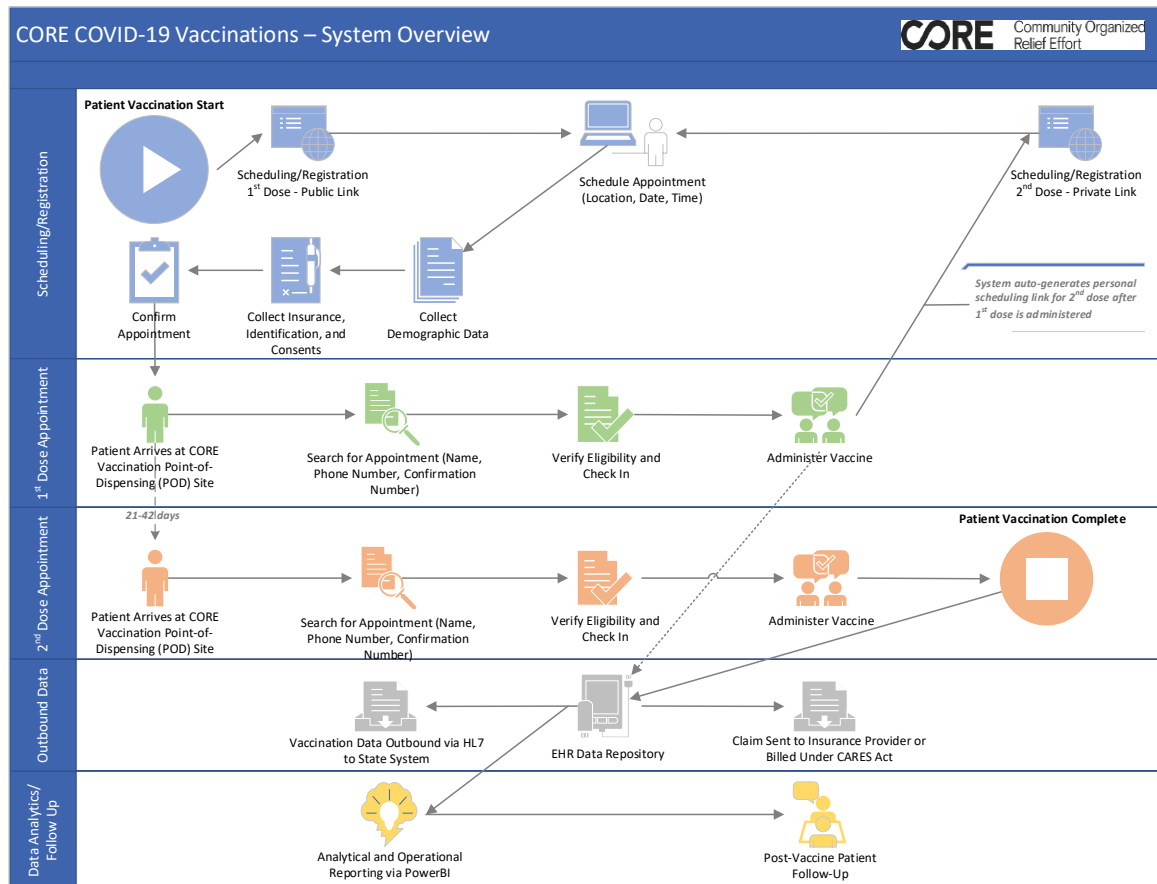 CORE COVID-19 Vaccinations – System Overview
CORE
Community Organized
Relief Effort
Scheduling/Registration
Patient Vaccination Start
Scheduling/Registration
1st Dose - Public Link
Schedule Appointment
(Location, Date, Time)
Scheduling/Registration
2nd Dose - Private Link
System auto-generates personal
scheduling link for 2nd dose after
1st dose is administered
Confirm
Appointment
Collect Insurance,
Identification, and
Consents
Collect
Demographic Data
1st Dose Appointment
Patient Arrives at CORE
Vaccination Point-of-
Dispensing (POD) Site
Search for Appointment (Name,
Phone Number, Confirmation
Number)
Verify Eligibility and
Check In
Administer Vaccine
21-42 days
2nd Dose Appointment
Patient Vaccination Complete
Patient Arrives at CORE
Vaccination Point-of-
Dispensing (POD) Site
Search for Appointment (Name,
Phone Number, Confirmation
Number)
Verify Eligibility and
Check In
Administer Vaccine
Outbound Data
Vaccination Data Outbound via HL7
to State System
EHR Data Repository
Claim Sent to Insurance Provider or
Billed Under CARES Act
Data Analytics/
Follow Up
Analytical and Operational
Reporting via PowerBI
Post-Vaccine Patient
Follow-Up